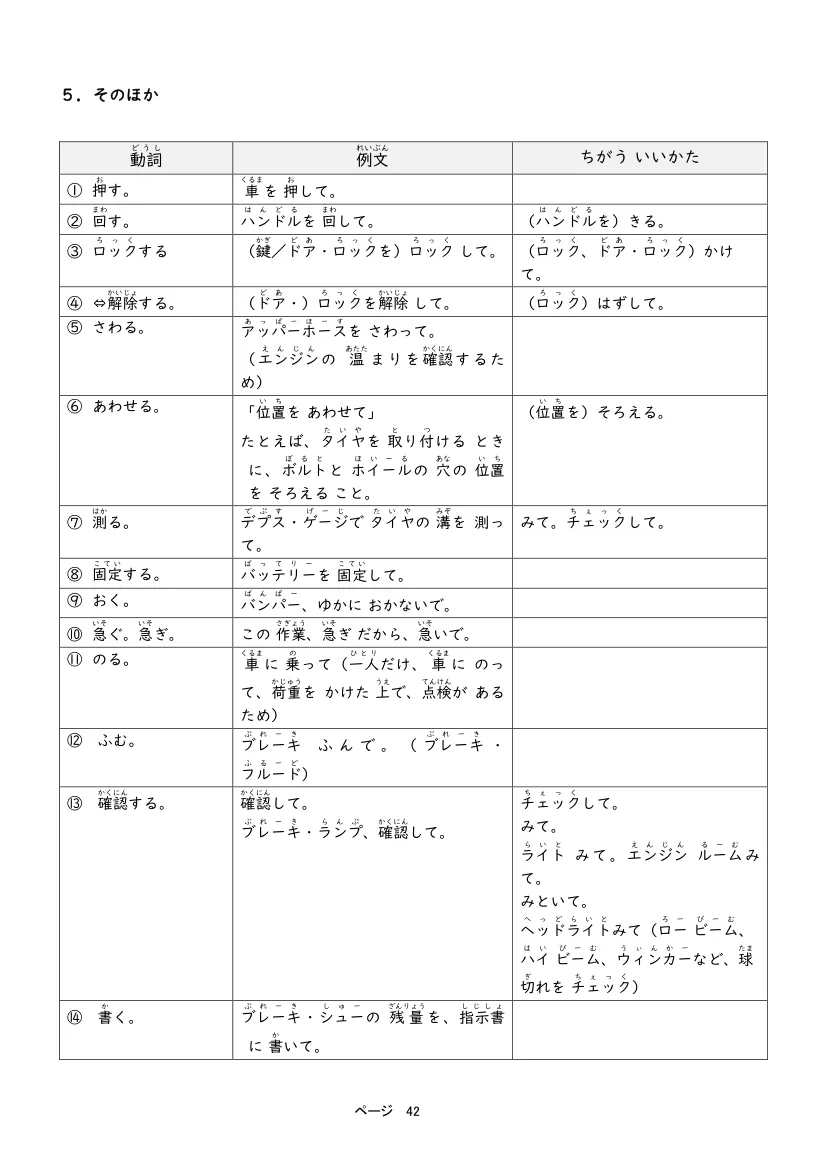 ５．そのほか
動詞 例文 ちがう いいかた
① 押す。 車 を 押して。
② 回す。 ハンドルを 回して。 （ハンドルを）きる。
③ ロックする （鍵／ドア・ロックを）ロック して。 （ロック、ドア・ロック）かけ
て。
④ ⇔解除する。 （ドア・）ロックを解除 して。 （ロック）はずして。
⑤ さわる。 アッパーホースを さわって。
（エンジンの 温まりを確認するた
め）
⑥ あわせる。 「位置を あわせて」 （位置を）そろえる。
たとえば、タイヤを 取り付ける とき
に、ボルトと ホイールの 穴の 位置
を そろえる こと。
⑦ 測る。 デプス・ゲージで タイヤの 溝を 測っ みて。チェックして。
て。
⑧ 固定する。 バッテリーを 固定して。
⑨ おく。 バンパー、ゆかに おかないで。
⑩ 急ぐ。急ぎ。 この 作業、急ぎ だから、急いで。
⑪ のる。 車 に 乗って（一人だけ、 車 に のっ
て、荷重を かけた 上で、点検が ある
ため）
⑫ ふむ。 ブレーキ ふんで。（ブレーキ・
フルード）
⑬ 確認する。 確認して。 チェックして。
ブレーキ・ランプ、確認して。 みて。
ライト みて。エンジン ルームみ
て。
みといて。
ヘッドライトみて（ロー ビーム、
ハイ ビーム、ウィンカーなど、球
切れを チェック）
⑭ 書く。 ブレーキ・シューの 残量を、指示書
に 書いて。
ページ 42